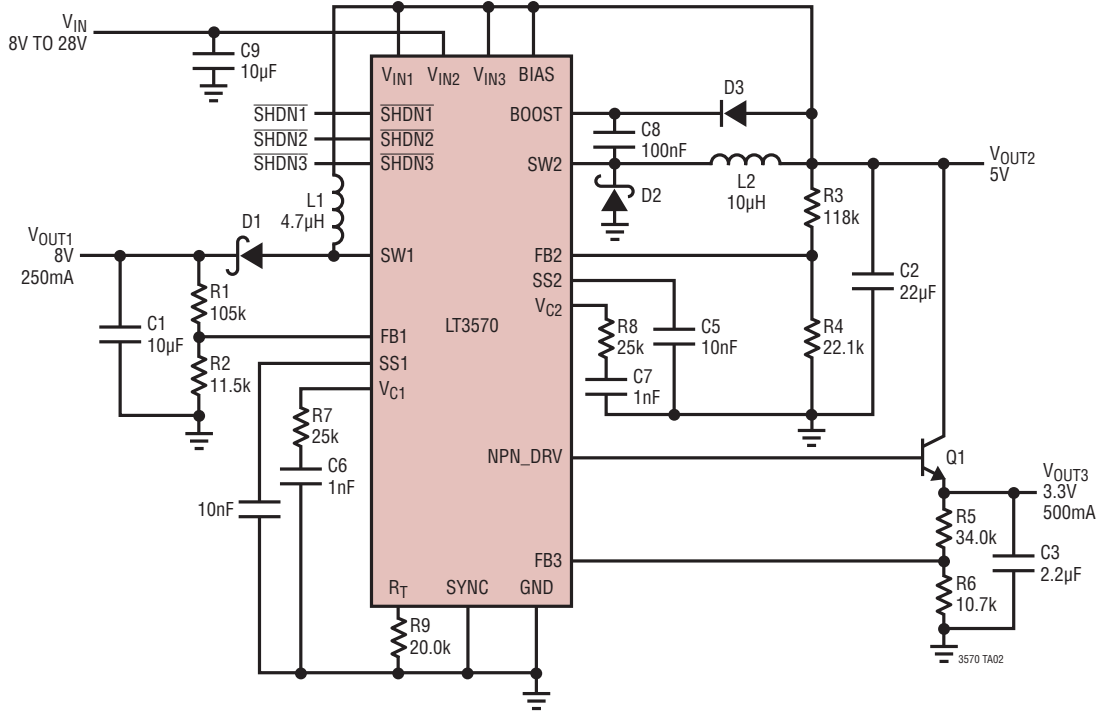 VIN
8V TO 28V
C9
10µF
VIN1 VIN2 VIN3 BIAS
SHDN1 SHDN1
SHDN2 SHDN2
SHDN3 SHDN3
BOOST
D3
C8
100nF
SW2
L2
10µH
D2
VOUT2
5V
R3
118k
L1
4.7µH
D1
VOUT1
8V
250mA
SW1
FB2
SS2
VC2
C2
22µF
R1
105k
C1
10µF
R2
11.5k
FB1
SS1
VC1
LT3570
R8
25k
C5
10nF
R4
22.1k
C7
1nF
R7
25k
C6
1nF
10nF
NPN_DRV
Q1
VOUT3
3.3V
500mA
R5
34.0k
C3
2.2µF
FB3
R6
10.7k
RT SYNC GND
R9
20.0k
3570 TA02